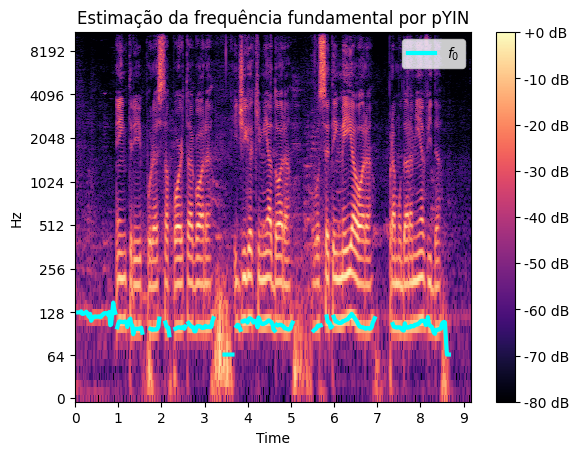 Estimação da frequência fundamental por pYIN
f0
8192
4096
2048
1024
512
256
128
64
0
Hz
0 1 2 3 4 5 6 7 8 9
Time
+0 dB
-10 dB
-20 dB
-30 dB
-40 dB
-50 dB
-60 dB
-70 dB
-80 dB